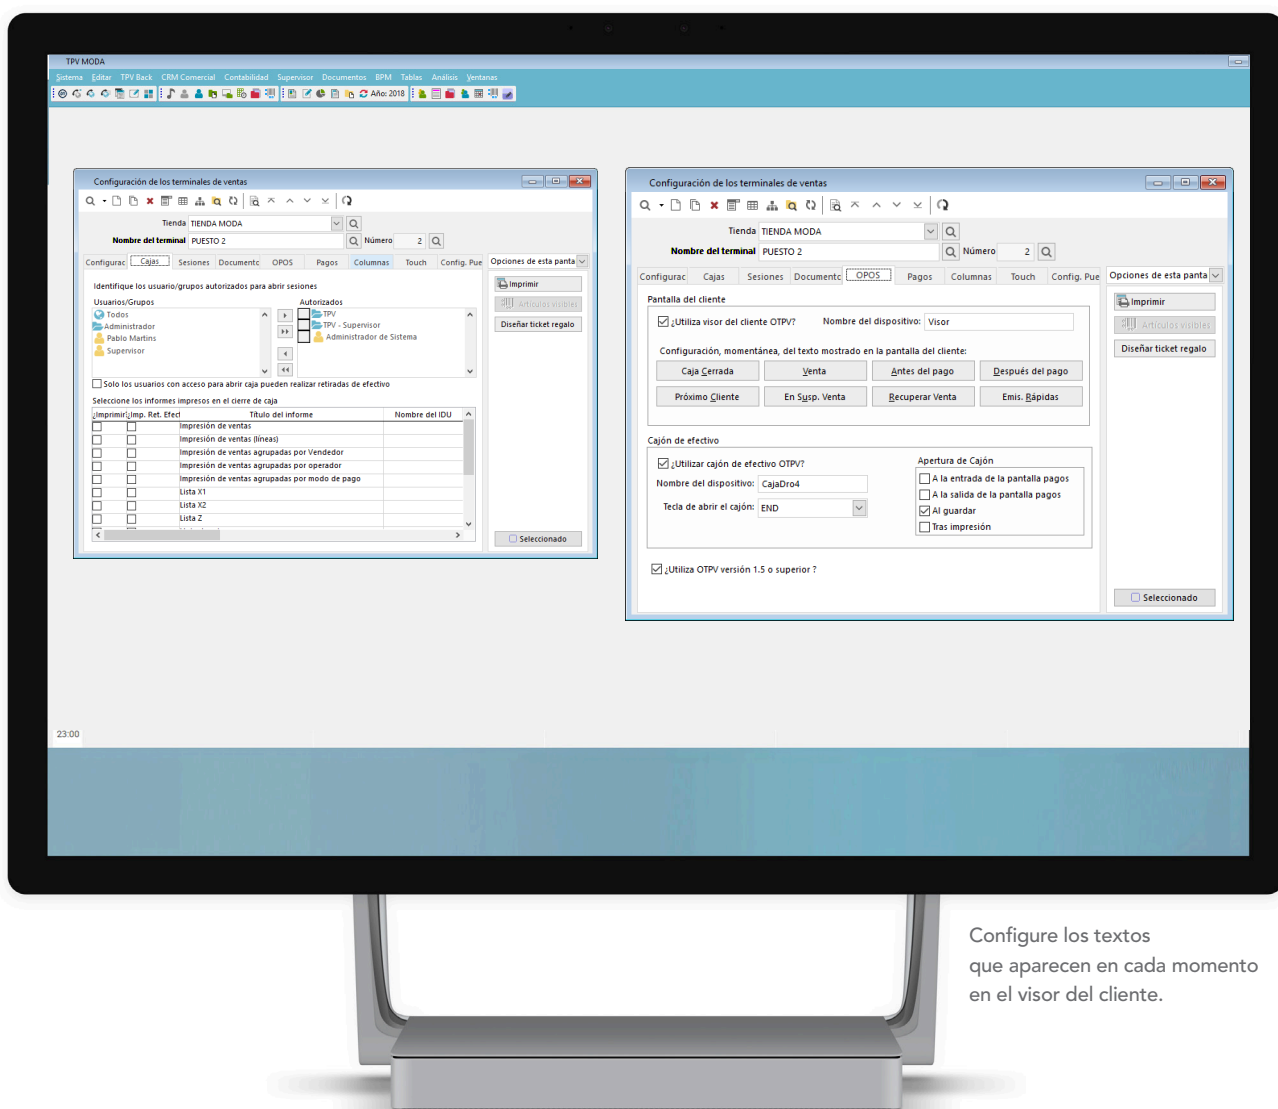 TPV MODA
Sistema Editar TPV Back CRM Comercial Contabilidad Supervisor Documentos BPM Tablas Análisis Ventanas
Año: 2018
Configuración de los terminales de ventas
Tienda TIENDA MODA
Nombre del terminal PUESTO 2 Número 2
Configurac Cajas Sesiones Documentc OPOS Pagos Columnas Touch Config. Pue Opciones de esta panta
Identifique los usuario/grupos autorizados para abrir sesiones
Usuarios/Grupos Autorizados
Todos TPV
Administrador TPV - Supervisor
Pablo Martins Administrador de Sistema
Supervisor
Solo los usuarios con acceso para abrir caja pueden realizar retiradas de efectivo
Seleccione los informes impresos en el cierre de caja
¿Imprimir ¿Imp. Ret. Efect Título del informe Nombre del IDU
Impresión de ventas
Impresión de ventas (líneas)
Impresión de ventas agrupadas por Vendedor
Impresión de ventas agrupadas por operador
Impresión de ventas agrupadas por modo de pago
Lista X1
Lista X2
Lista Z
Imprimir
Artículos visibles
Diseñar ticket regalo
Seleccionado
Configuración de los terminales de ventas
Tienda TIENDA MODA
Nombre del terminal PUESTO 2 Número 2
Configurac Cajas Sesiones Documentc OPOS Pagos Columnas Touch Config. Pue Opciones de esta panta
Pantalla del cliente
¿Utiliza visor del cliente OTPV? Nombre del dispositivo: Visor
Configuración, momentánea, del texto mostrado en la pantalla del cliente:
Caja Cerrada Venta Antes del pago Después del pago
Próximo Cliente En Susp. Venta Recuperar Venta Emis. Rápidas
Cajón de efectivo
¿Utilizar cajón de efectivo OTPV?
Nombre del dispositivo: CajaDro4
Tecla de abrir el cajón: END
Apertura de Cajón
A la entrada de la pantalla pagos
A la salida de la pantalla pagos
Al guardar
Tras impresión
¿Utiliza OTPV versión 1.5 o superior ?
Imprimir
Artículos visibles
Diseñar ticket regalo
Seleccionado
23:00
Configure los textos
que aparecen en cada momento
en el visor del cliente.